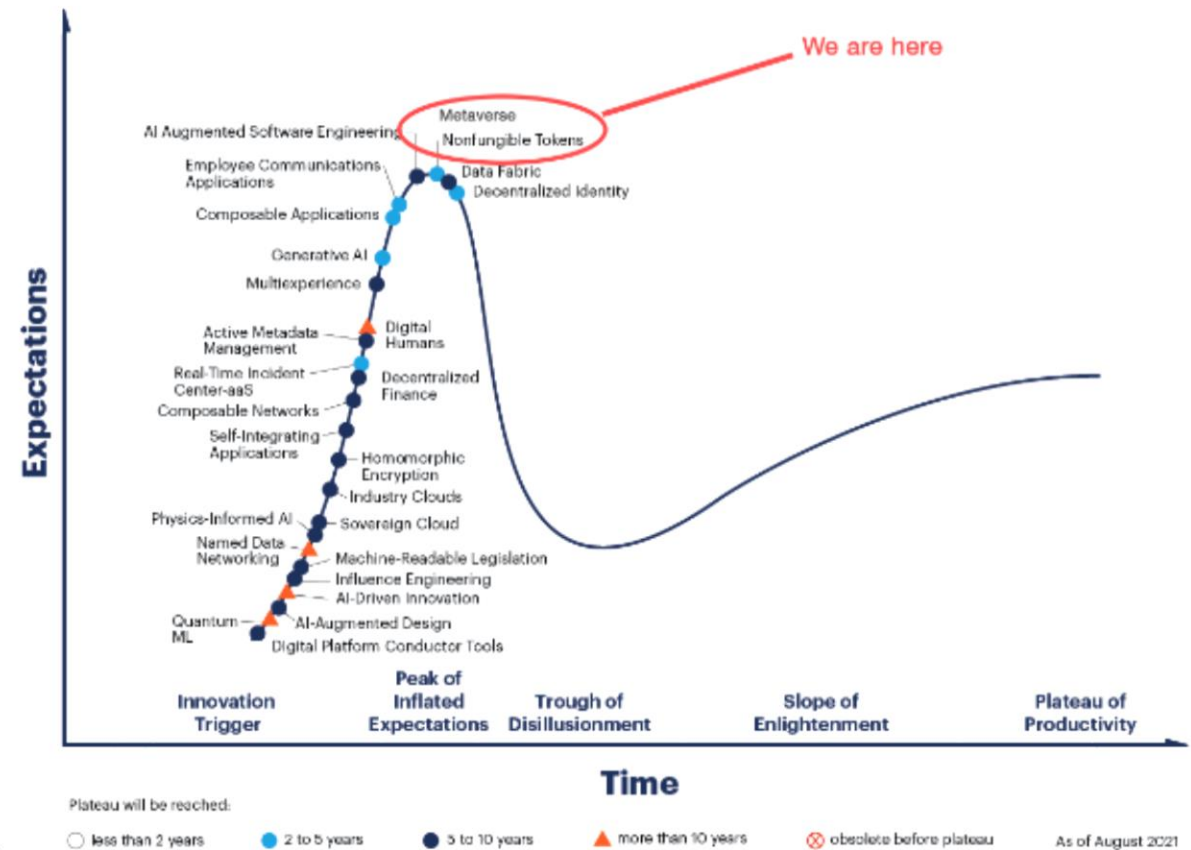 We are here
Metaverse
AI Augmented Software Engineering
Nonfungible Tokens
Employee Communications
Applications
Data Fabric
Decentralized Identity
Composable Applications
Generative AI
Multiexperience
Digital
Humans
Active Metadata
Management
Real-Time Incident
Center-aaS
Decentralized
Finance
Composable Networks
Self-Integrating
Applications
Homomorphic
Encryption
Industry Clouds
Physics-Informed AI
Sovereign Cloud
Named Data
Networking
Machine-Readable Legislation
Influence Engineering
AI-Driven Innovation
Quantum
ML
AI-Augmented Design
Digital Platform Conductor Tools
Expectations
Innovation
Trigger
Peak of
Inflated
Expectations
Trough of
Disillusionment
Slope of
Enlightenment
Plateau of
Productivity
Time
Plateau will be reached:
less than 2 years
2 to 5 years
5 to 10 years
more than 10 years
obsolete before plateau
As of August 2021